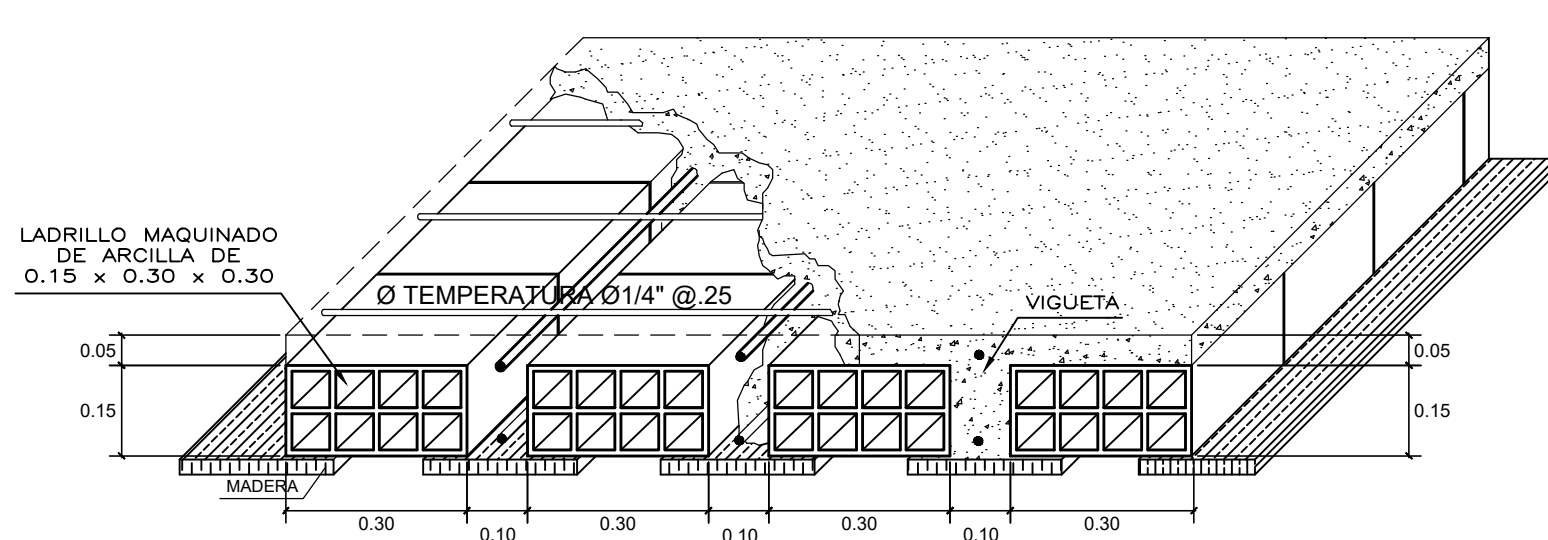 LADRILLO MAQUINADO
DE ARCILLA DE
0.15 x 0.30 x 0.30
Ø TEMPERATURA Ø1/4" @.25
VIGUETA
0.05
0.15
0.05
0.15
MADERA
0.30
0.10
0.30
0.10
0.30
0.10
0.30